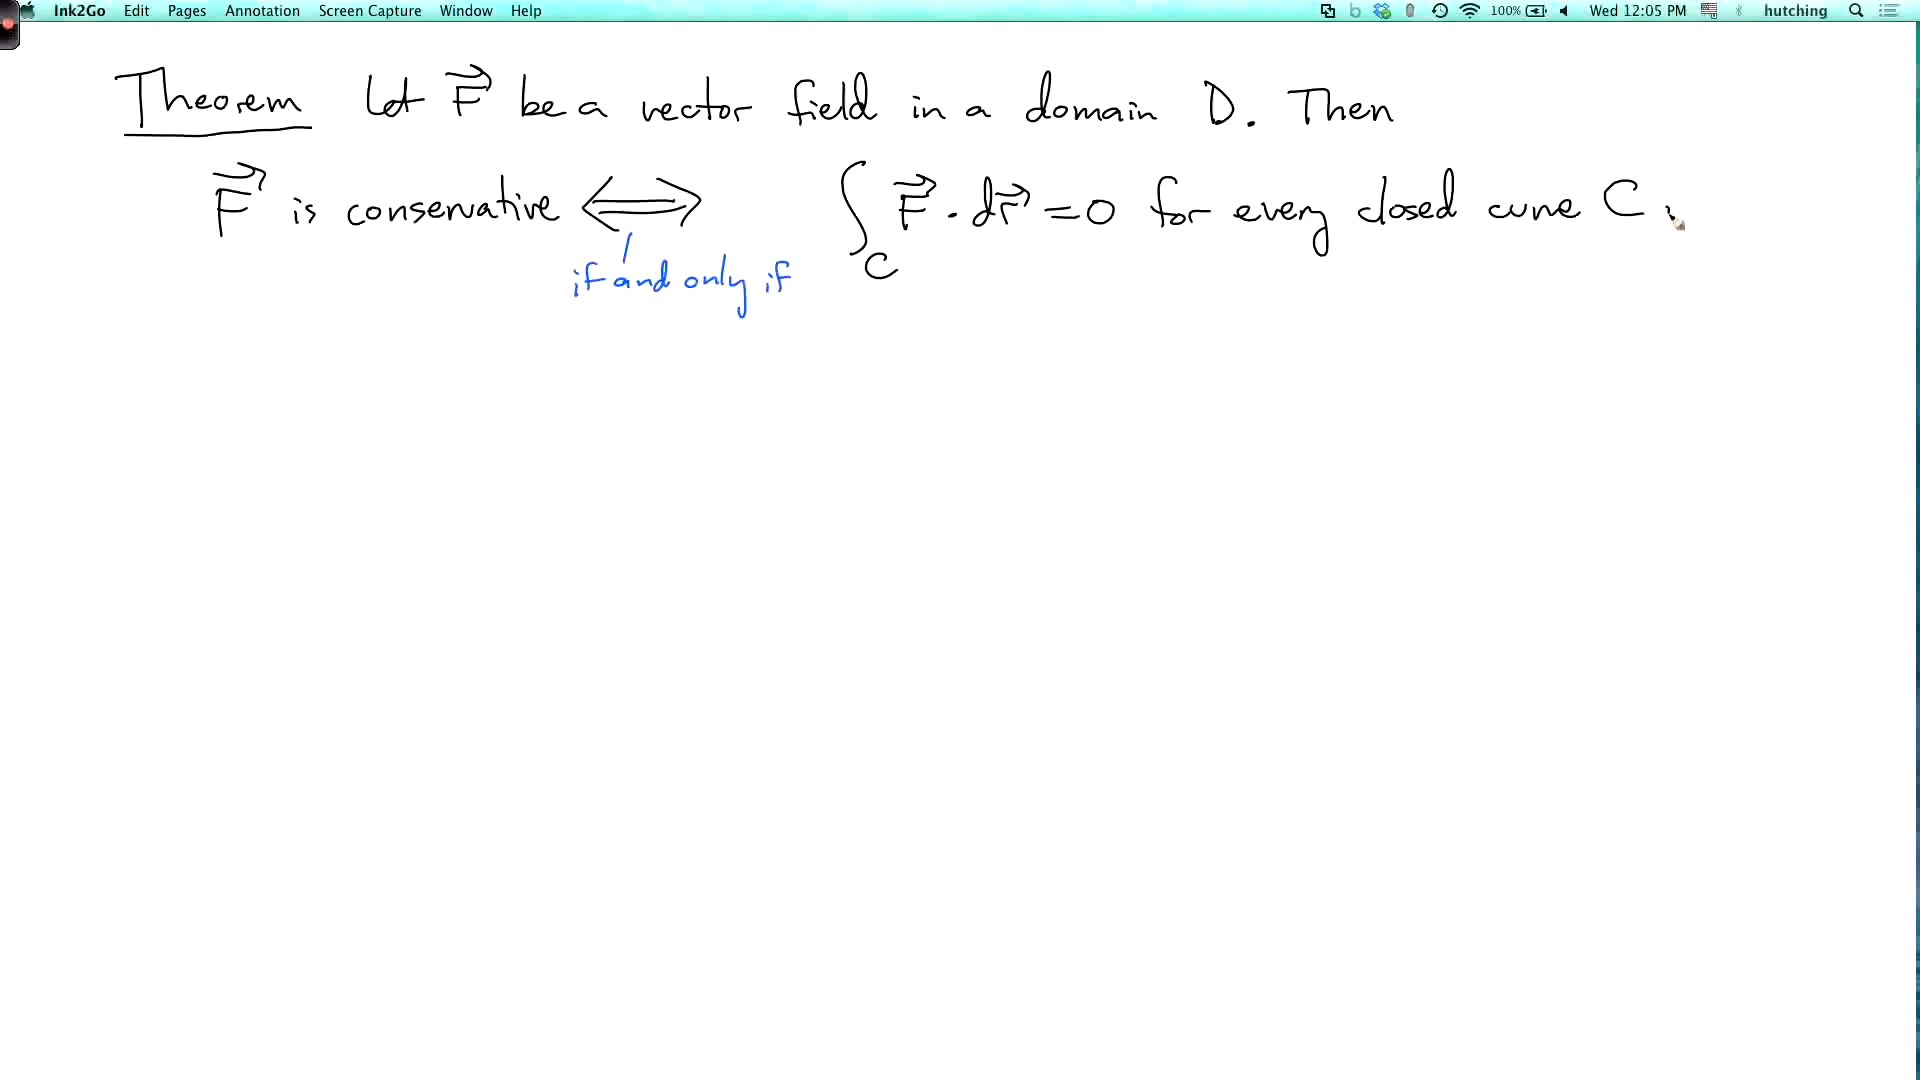 Ink2Go Edit Pages Annotation Screen Capture Window Help 100% Wed 12:05 PM hutching
Theorem Let F⃗ be a vector field in a domain D. Then
F⃗ is conservative ⟺ ∫_C F⃗ · dr⃗ = 0 for every closed curve C
if and only if